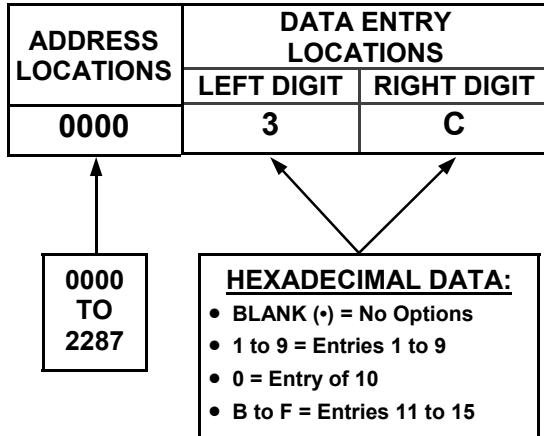 ADDRESS
LOCATIONS
DATA ENTRY
LOCATIONS
LEFT DIGIT
RIGHT DIGIT
0000
3
C
0000
TO
2287
HEXADECIMAL DATA:
• BLANK (•) = No Options
• 1 to 9 = Entries 1 to 9
• 0 = Entry of 10
• B to F = Entries 11 to 15